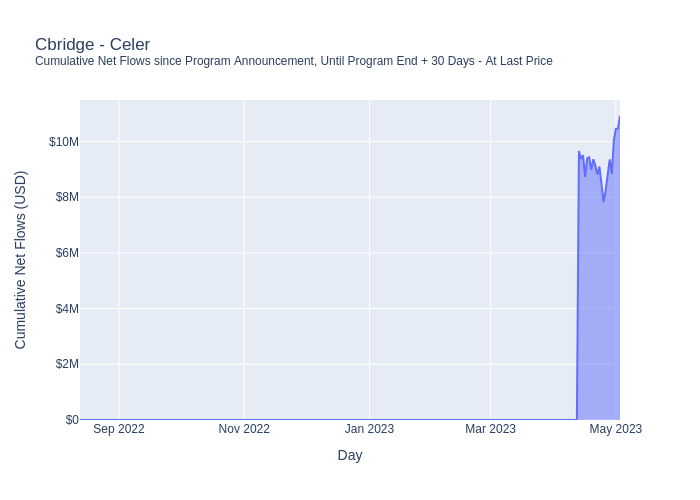 Cbridge - Celer
Cumulative Net Flows since Program Announcement, Until Program End + 30 Days - At Last Price
Cumulative Net Flows (USD)
$10M
$8M
$6M
$4M
$2M
$0
Sep 2022
Nov 2022
Jan 2023
Mar 2023
May 2023
Day